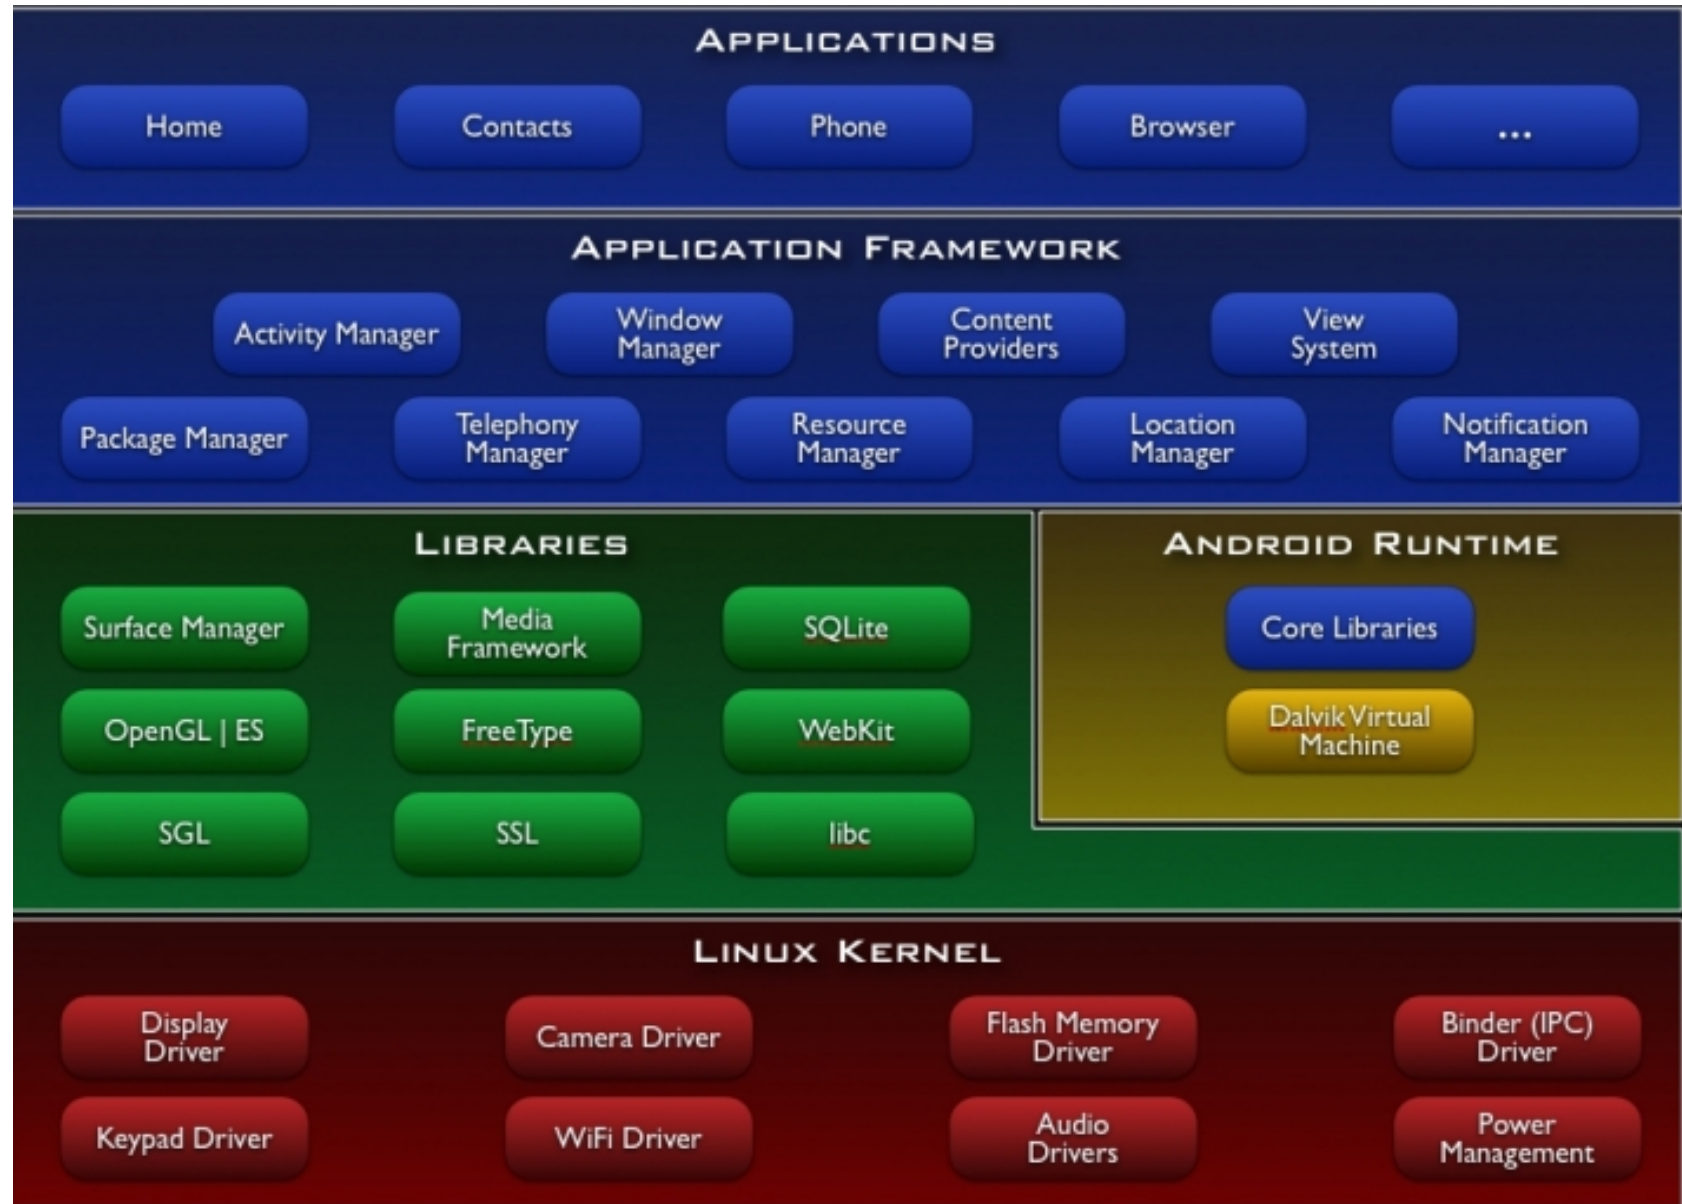 APPLICATIONS
Home
Contacts
Phone
Browser
...
APPLICATION FRAMEWORK
Activity Manager
Window
Manager
Content
Providers
View
System
Package Manager
Telephony
Manager
Resource
Manager
Location
Manager
Notification
Manager
LIBRARIES
Surface Manager
Media
Framework
SQLite
OpenGL | ES
FreeType
WebKit
SGL
SSL
libc
ANDROID RUNTIME
Core Libraries
Dalvik Virtual
Machine
LINUX KERNEL
Display
Driver
Camera Driver
Flash Memory
Driver
Binder (IPC)
Driver
Keypad Driver
WiFi Driver
Audio
Drivers
Power
Management